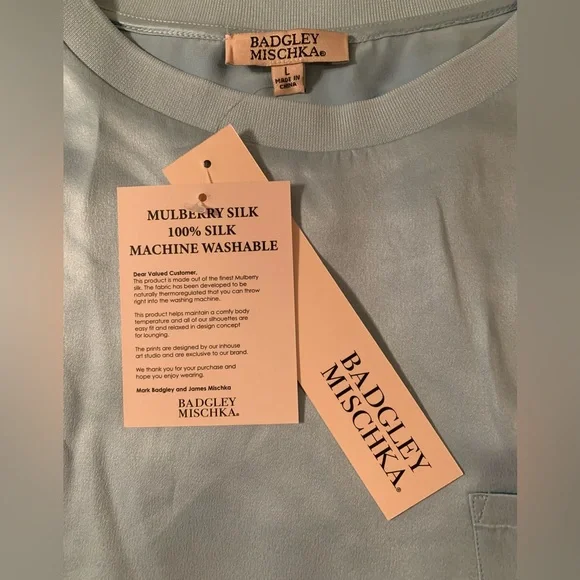 BADGLEY
MISCHKA®
L
MADE IN
CHINA
MULBERRY SILK
100% SILK
MACHINE WASHABLE
Dear Valued Customer,
This product is made out of the finest Mulberry
silk. The fabric has been developed to be
naturally thermoregulated that you can throw
right into the washing machine.
This product helps maintain a comfy body
temperature and all of our silhouettes are
easy fit and relaxed in design concept
for lounging.
The prints are designed by our inhouse
art studio and are exclusive to our brand.
We thank you for your purchase and
hope you enjoy wearing.
Mark Badgley and James Mischka
BADGLEY
MISCHKA®
BADGLEY
MISCHKA®